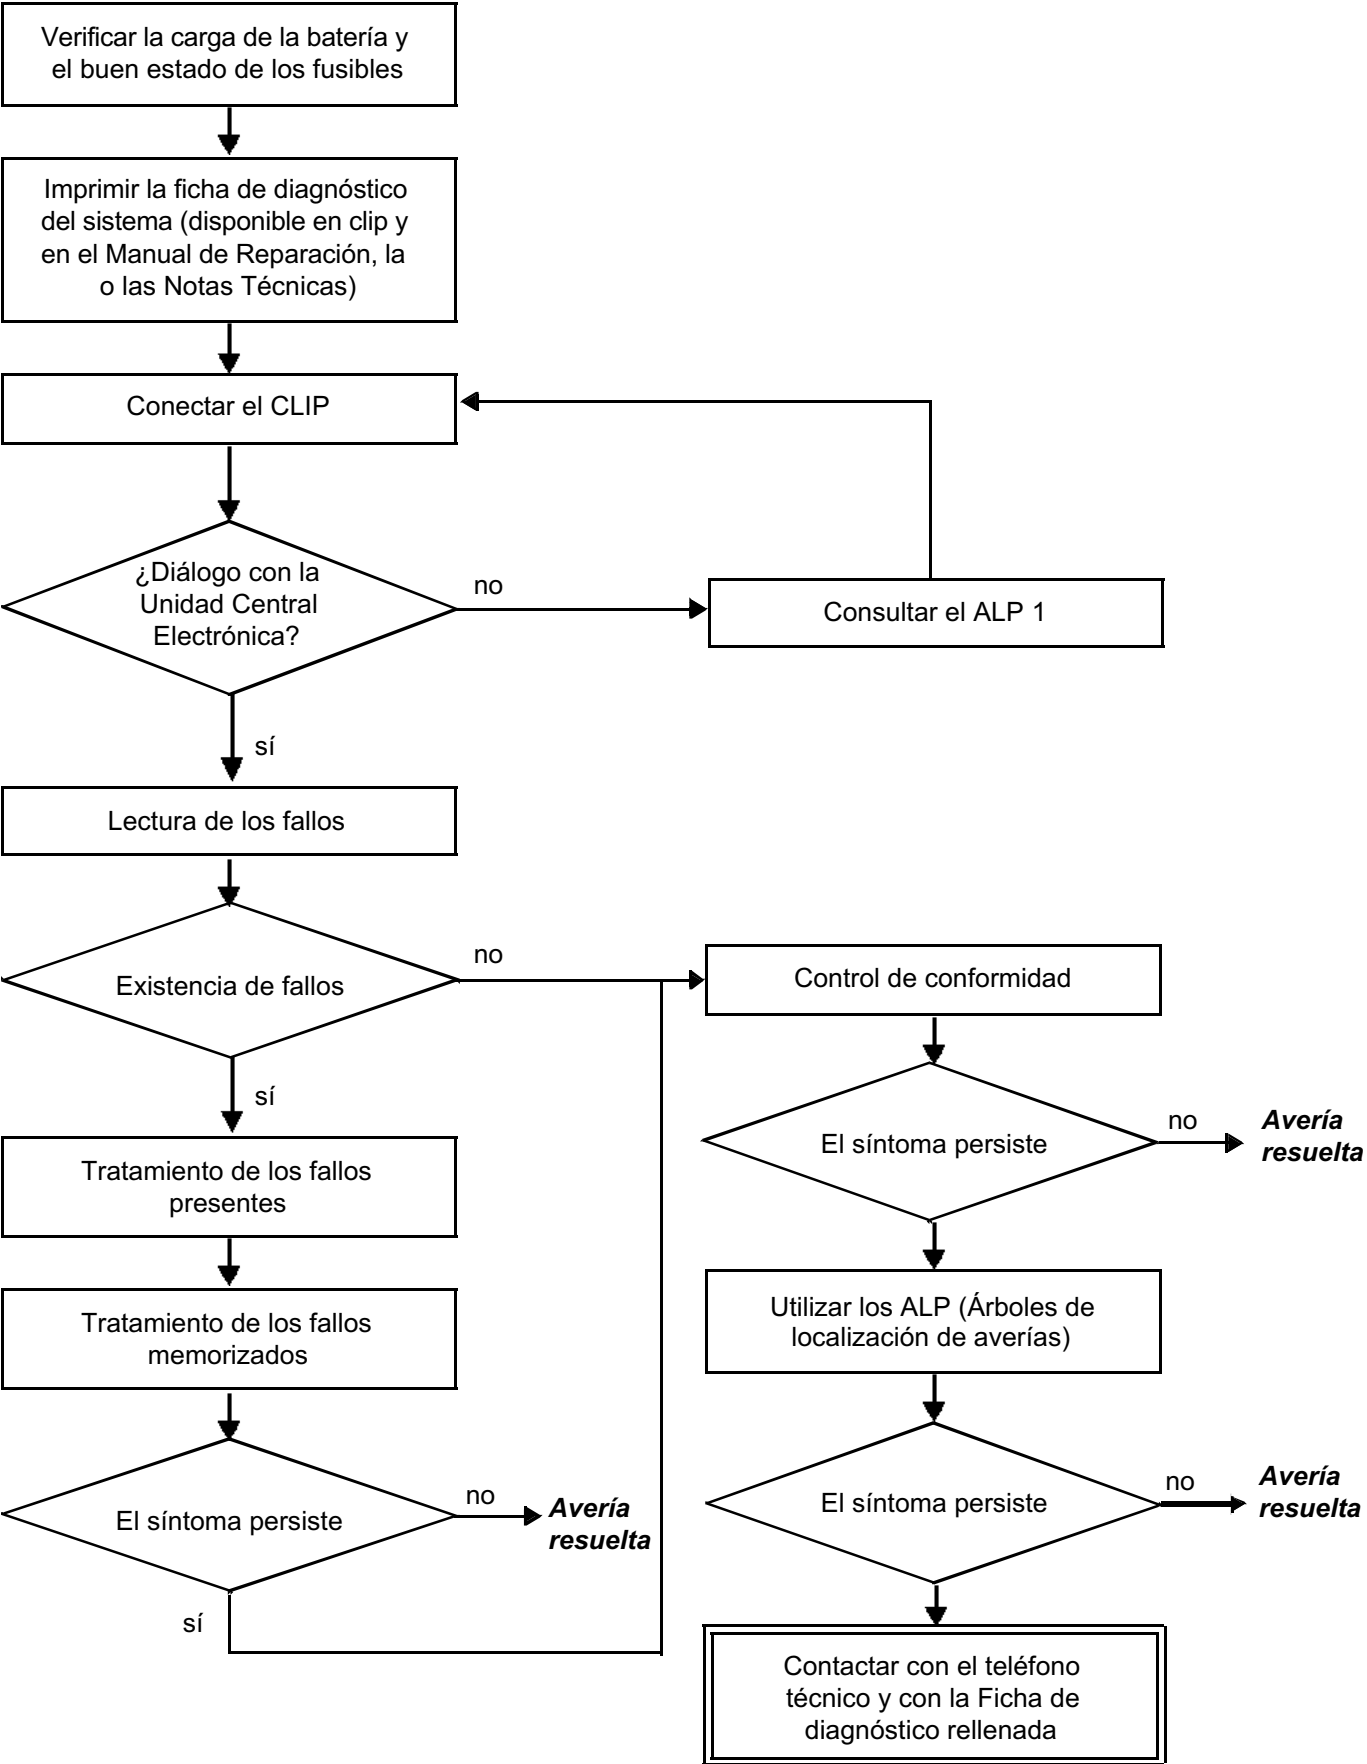 Verificar la carga de la batería y
el buen estado de los fusibles
Imprimir la ficha de diagnóstico
del sistema (disponible en clip y
en el Manual de Reparación, la
o las Notas Técnicas)
Conectar el CLIP
¿Diálogo con la
Unidad Central
Electrónica?
no
Consultar el ALP 1
sí
Lectura de los fallos
Existencia de fallos
no
Control de conformidad
sí
El síntoma persiste
no
Avería
resuelta
Tratamiento de los fallos
presentes
Utilizar los ALP (Árboles de
localización de averías)
Tratamiento de los fallos
memorizados
El síntoma persiste
no
Avería
resuelta
El síntoma persiste
no
Avería
resuelta
sí
Contactar con el teléfono
técnico y con la Ficha de
diagnóstico rellenada